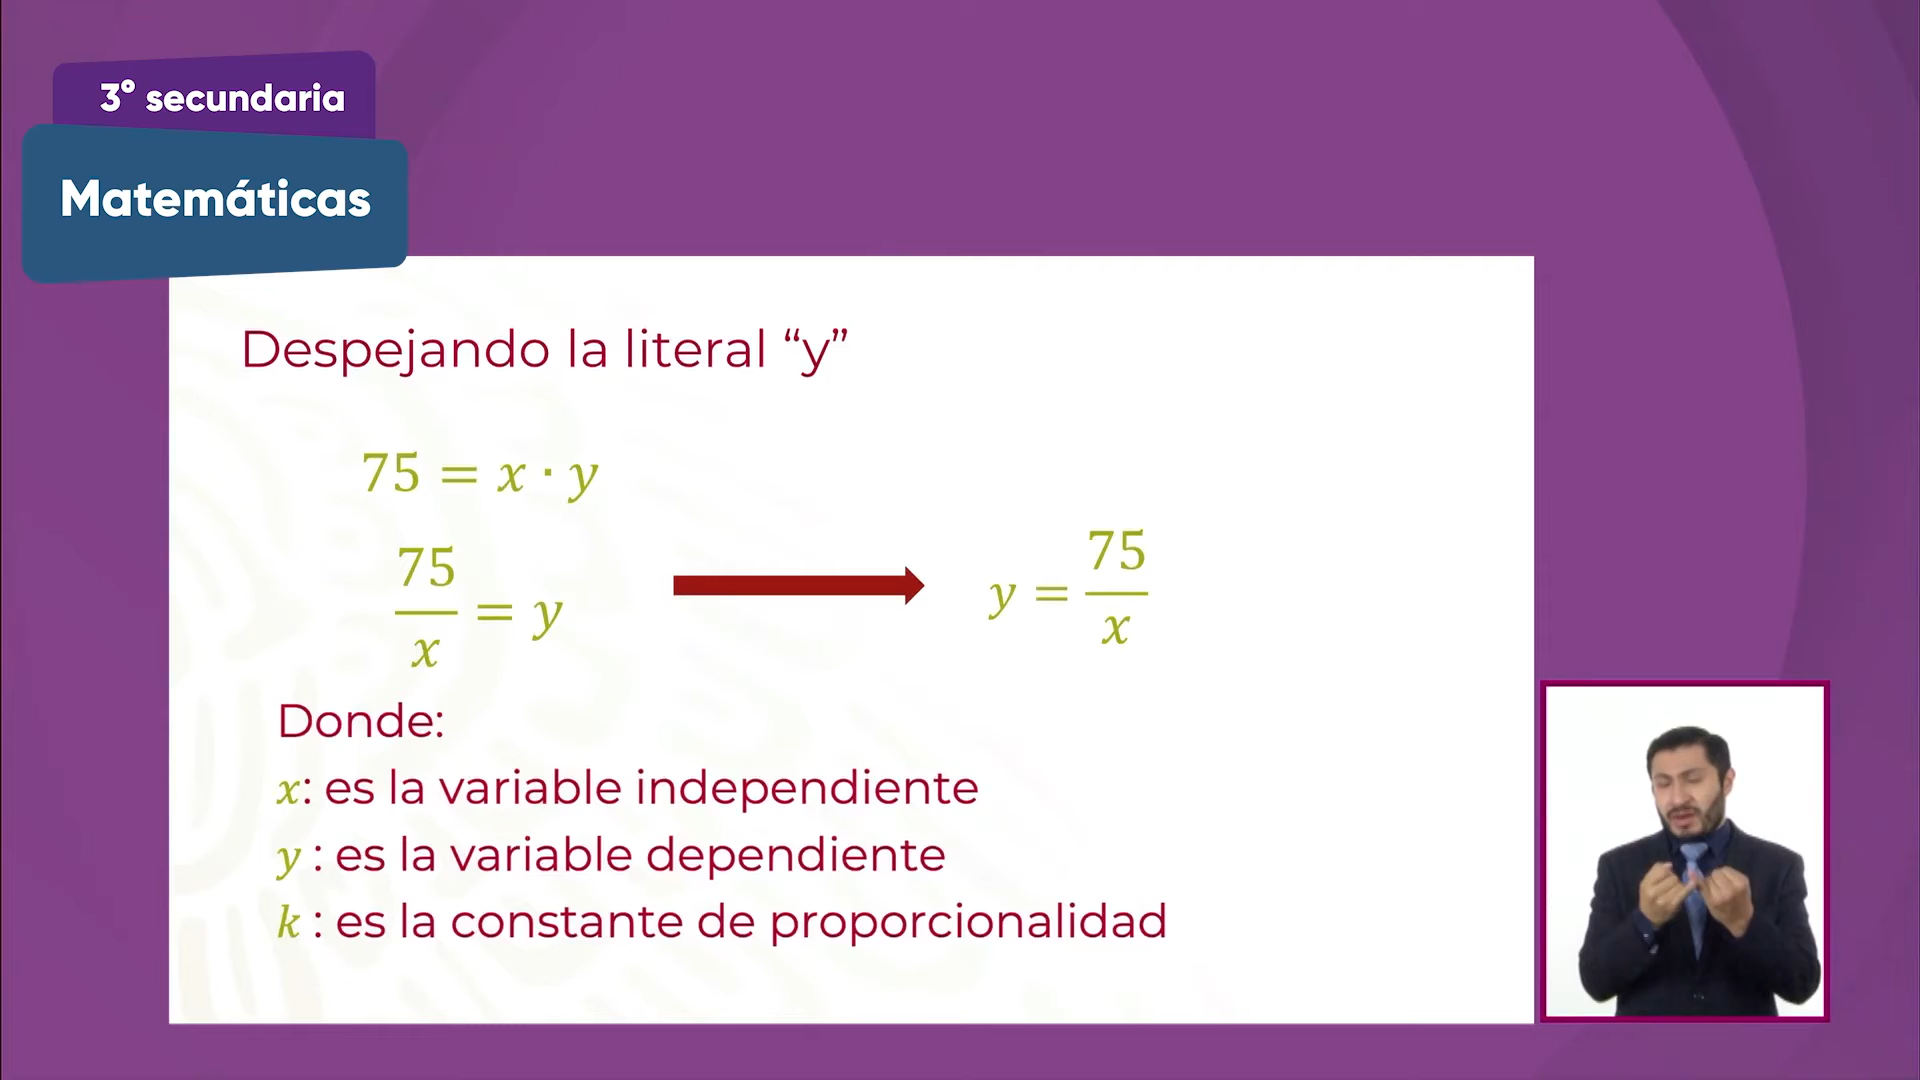 3° secundaria
Matemáticas
Despejando la literal “y”
75 = x · y
75/x = y
y = 75/x
Donde:
x: es la variable independiente
y : es la variable dependiente
k : es la constante de proporcionalidad